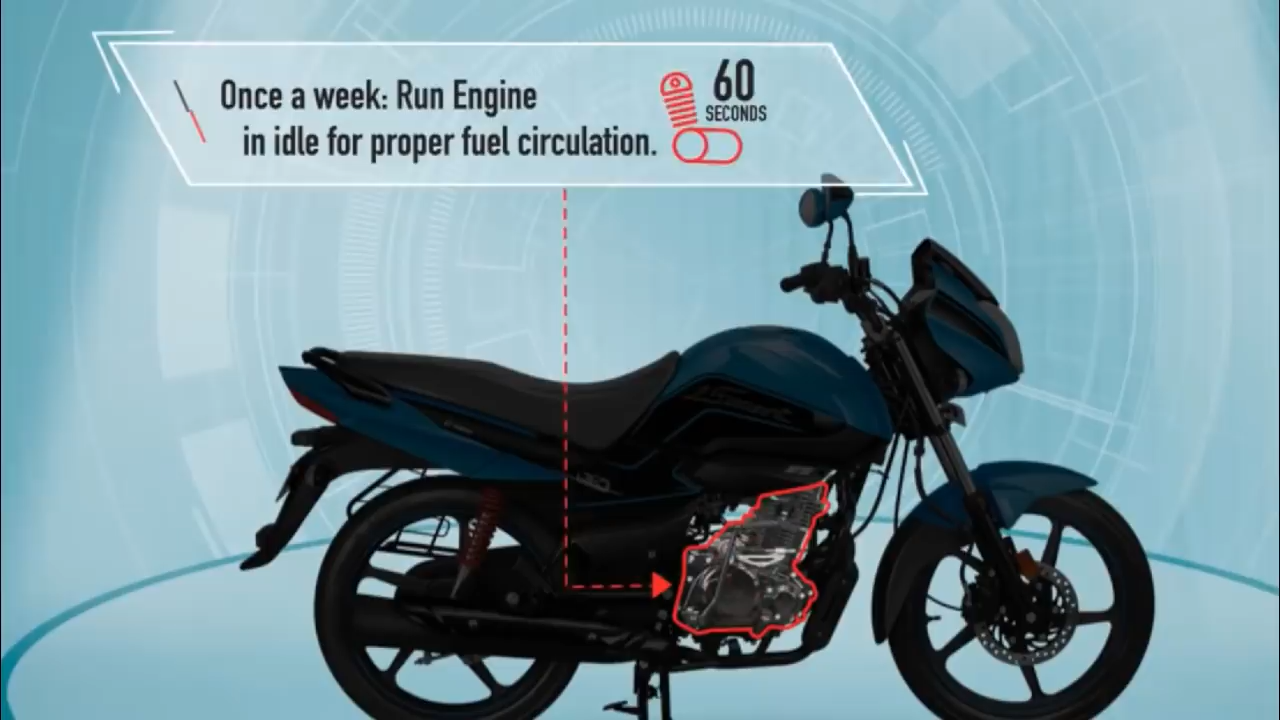 Once a week: Run Engine
in idle for proper fuel circulation.
60
SECONDS